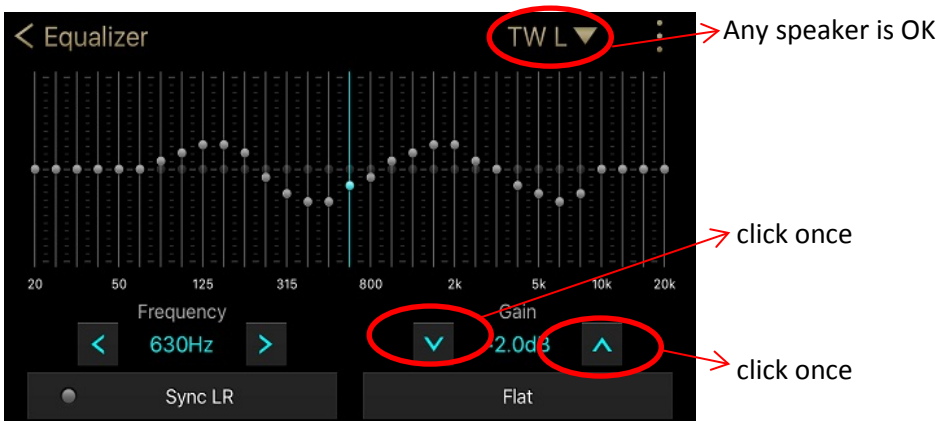 Equalizer
TW L
Any speaker is OK
click once
20 50 125 315 800 2k 5k 10k 20k
Frequency
Gain
630Hz
-2.0dB
click once
Sync LR
Flat